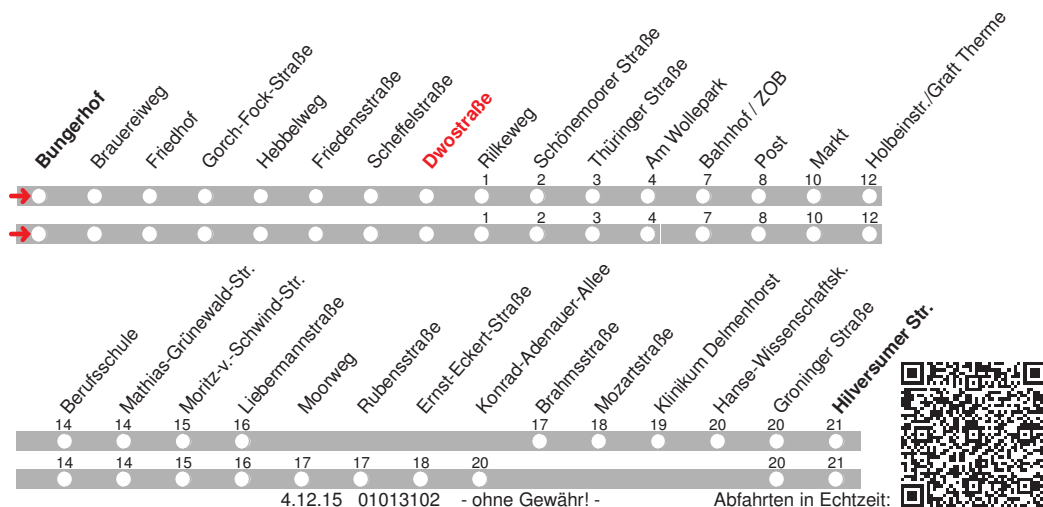 Bungerhof
Brauereiweg
Friedhof
Gorch-Fock-Straße
Hebbelweg
Friedensstraße
Scheffelstraße
Dwostraße
Rilkeweg
Schönemoorer Straße
Thüringer Straße
Am Wollepark
Bahnhof / ZOB
Post
Markt
Holbeinstr./Graft Therme
1 2 3 4 7 8 10 12
1 2 3 4 7 8 10 12
Berufsschule
Mathias-Grünewald-Str.
Moritz-v.-Schwind-Str.
Liebermannstraße
Moorweg
Rubensstraße
Ernst-Eckert-Straße
Konrad-Adenauer-Allee
Brahmsstraße
Mozartstraße
Klinikum Delmenhorst
Hanse-Wissenschaftsk.
Groninger Straße
Hilversumer Str.
14 14 15 16 17 18 19 20 20 21
14 14 15 16 17 17 18 20 20 21
4.12.15 01013102 - ohne Gewähr! - Abfahrten in Echtzeit: